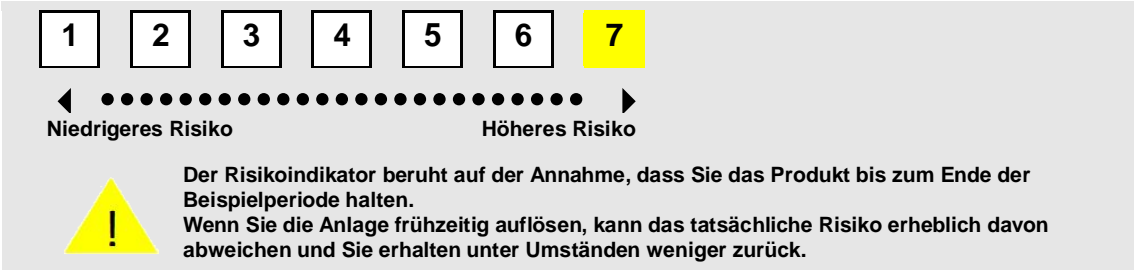 1 2 3 4 5 6 7
Niedrigeres Risiko Höheres Risiko
Der Risikoindikator beruht auf der Annahme, dass Sie das Produkt bis zum Ende der
Beispielperiode halten.
Wenn Sie die Anlage frühzeitig auflösen, kann das tatsächliche Risiko erheblich davon
abweichen und Sie erhalten unter Umständen weniger zurück.
!